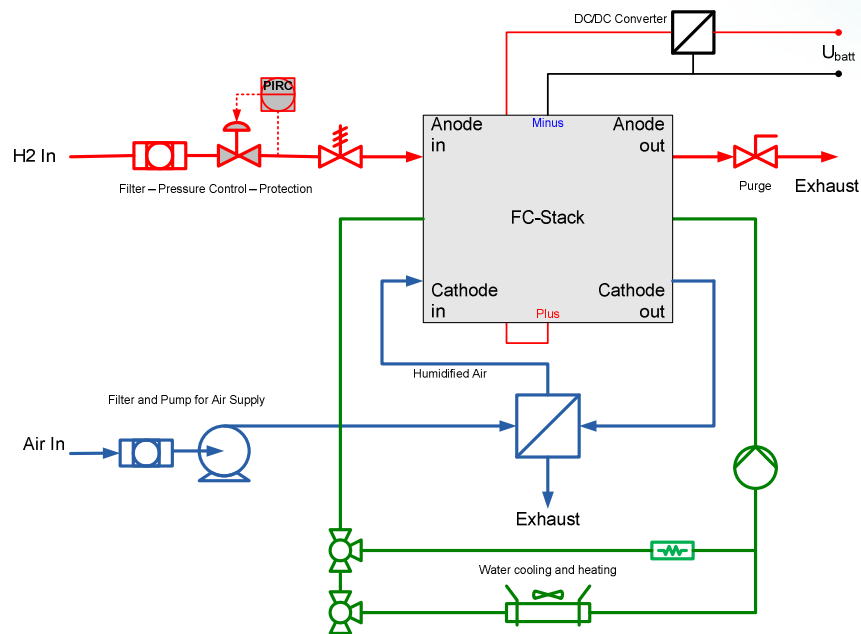 DC/DC Converter
Ubatt
PIRC
Anode
in
Minus
Anode
out
H2 In
Filter – Pressure Control – Protection
Purge
Exhaust
FC-Stack
Cathode
in
Plus
Cathode
out
Humidified Air
Filter and Pump for Air Supply
Air In
Exhaust
Water cooling and heating